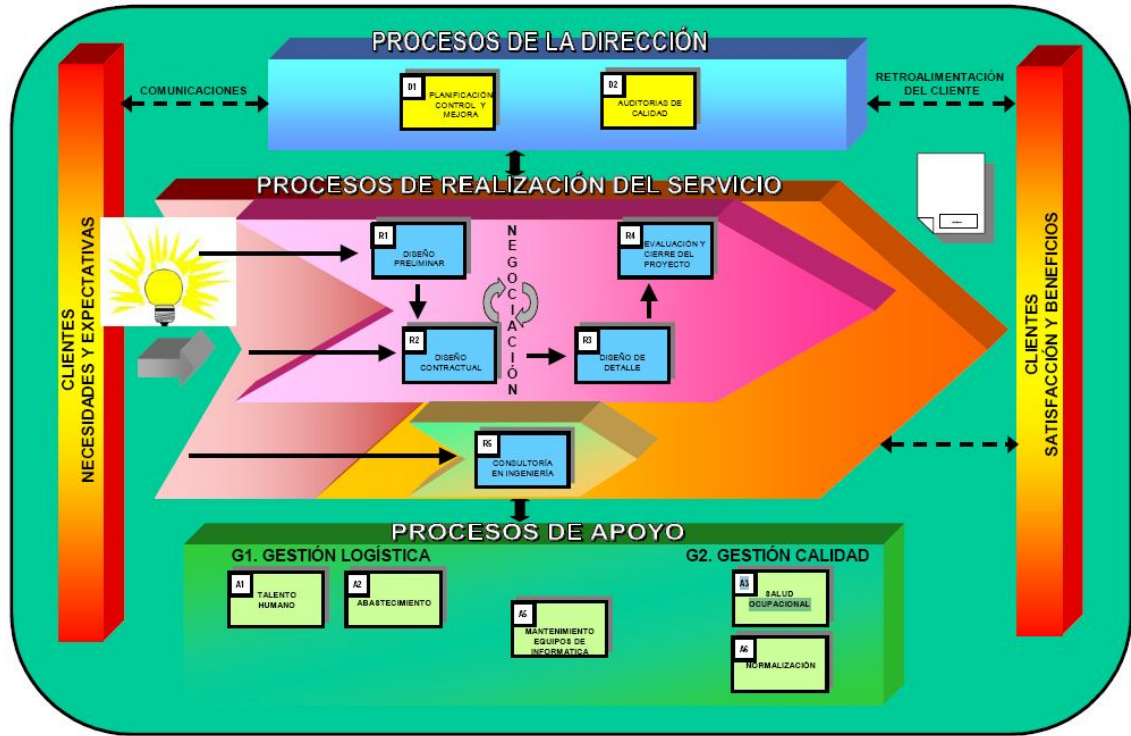 PROCESOS DE LA DIRECCIÓN
COMUNICACIONES
D1
PLANIFICACIÓN
CONTROL Y
MEJORA
D2
AUDITORIAS DE
CALIDAD
RETROALIMENTACIÓN
DEL CLIENTE
CLIENTES
NECESIDADES Y EXPECTATIVAS
PROCESOS DE REALIZACIÓN DEL SERVICIO
R1
DISEÑO
PRELIMINAR
NEGOCIACIÓN
R4
EVALUACIÓN Y
CIERRE DEL
PROYECTO
R2
DISEÑO
CONTRACTUAL
R3
DISEÑO DE
DETALLE
R5
CONSULTORÍA
EN INGENIERÍA
CLIENTES
SATISFACCIÓN Y BENEFICIOS
PROCESOS DE APOYO
G1. GESTIÓN LOGÍSTICA
G2. GESTIÓN CALIDAD
A1
TALENTO
HUMANO
A2
ABASTECIMIENTO
A5
MANTENIMIENTO
EQUIPOS DE
INFORMATICA
A3
SALUD
OCUPACIONAL
A6
NORMALIZACIÓN